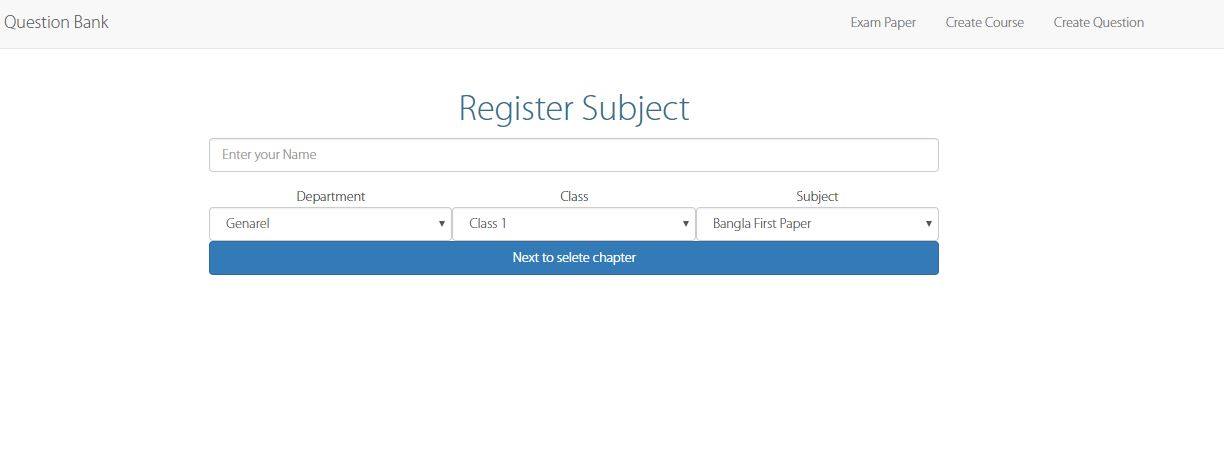 Question Bank Exam Paper Create Course Create Question
Register Subject
Enter your Name
Department Class Subject
Genarel Class 1 Bangla First Paper
Next to selete chapter